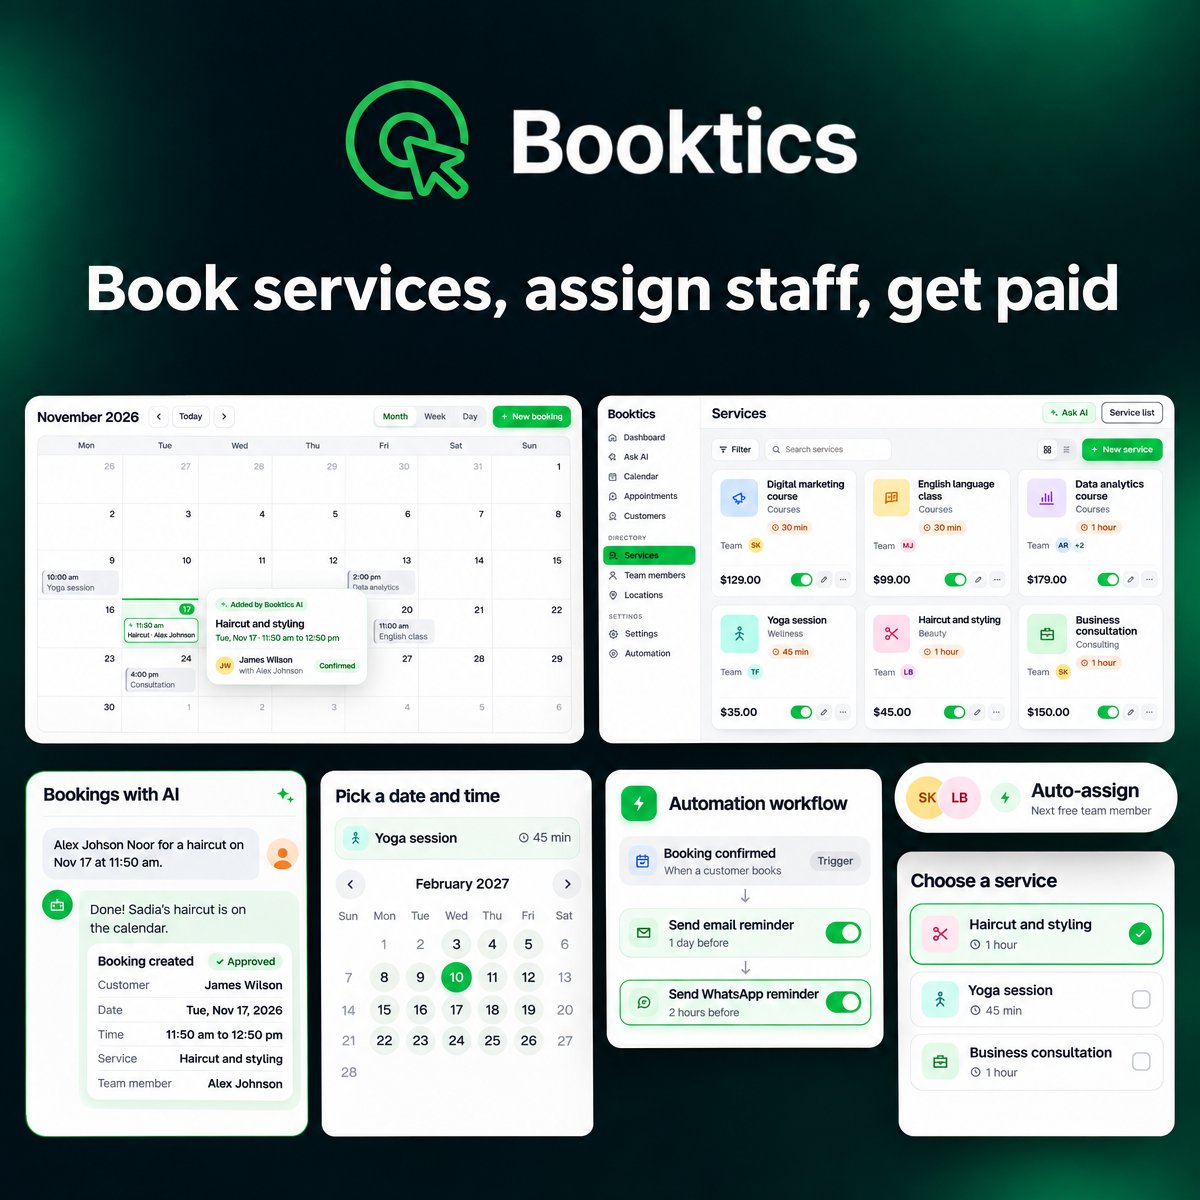 Booktics
Book services, assign staff, get paid
November 2026
Today
Month
Week
Day
+ New booking
Mon Tue Wed Thu Fri Sat Sun
26 27 28 29 30 31 1
2 3 4 5 6 7 8
9 10 11 12 13 14 15
10:00 am
Yoga session
2:00 pm
Data analytics
16 17 20 21 22
11:50 am
Haircut · Alex Johnson
11:00 am
English class
Added by Booktics AI
Haircut and styling
Tue, Nov 17 · 11:50 am to 12:50 pm
JW
James Wilson
with Alex Johnson
Confirmed
23 24 27 28 29
4:00 pm
Consultation
30 1 2 3 4 5 6
Booktics
Dashboard
Ask AI
Calendar
Appointments
Customers
DIRECTORY
Services
Team members
Locations
SETTINGS
Settings
Automation
Services
Ask AI
Service list
Filter
Search services
+ New service
Digital marketing
course
Courses
30 min
Team SK
$129.00
English language
class
Courses
30 min
Team MJ
$99.00
Data analytics
course
Courses
1 hour
Team AR +2
$179.00
Yoga session
Wellness
45 min
Team TF
$35.00
Haircut and styling
Beauty
1 hour
Team LB
$45.00
Business
consultation
Consulting
1 hour
Team SK
$150.00
Bookings with AI
Alex Johson Noor for a haircut on
Nov 17 at 11:50 am.
Done! Sadia's haircut is on
the calendar.
Booking created
Approved
Customer James Wilson
Date Tue, Nov 17, 2026
Time 11:50 am to 12:50 pm
Service Haircut and styling
Team member Alex Johnson
Pick a date and time
Yoga session
45 min
February 2027
Sun Mon Tue Wed Thu Fri Sat
1 2 3 4 5 6
7 8 9 10 11 12 13
14 15 16 17 18 19 20
21 22 23 24 25 26 27
28
Automation workflow
Booking confirmed
When a customer books
Trigger
Send email reminder
1 day before
Send WhatsApp reminder
2 hours before
SK
LB
Auto-assign
Next free team member
Choose a service
Haircut and styling
1 hour
Yoga session
45 min
Business consultation
1 hour